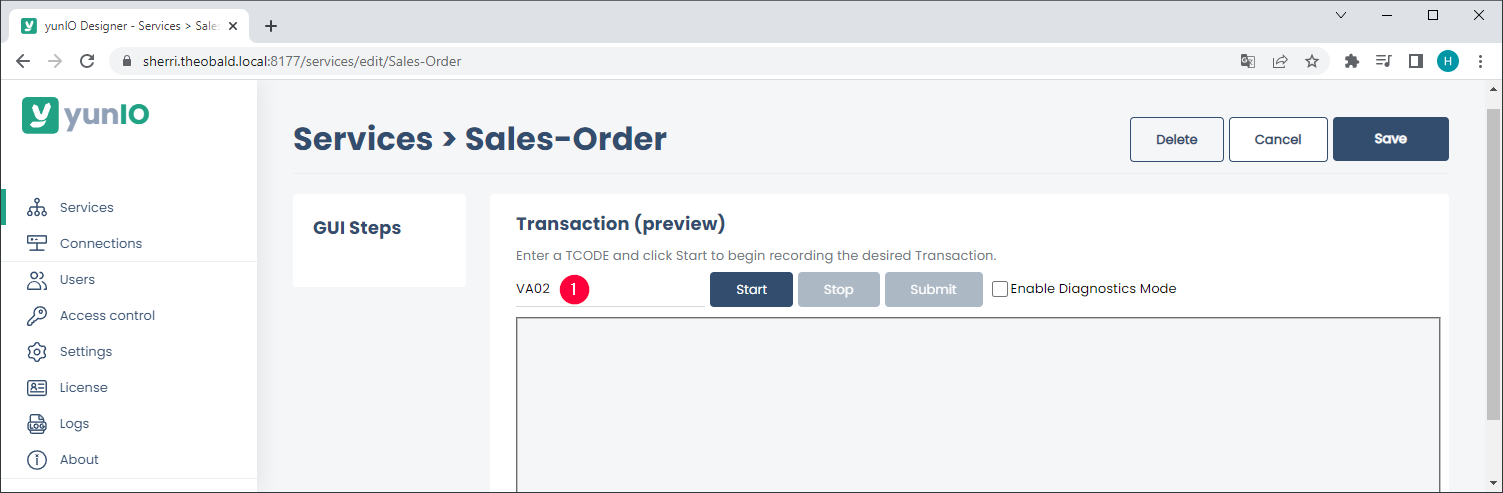 yunIO Designer - Services > Sales
sherri.theobald.local:8177/services/edit/Sales-Order
H
yunIO
Services > Sales-Order
Delete
Cancel
Save
Services
Connections
Users
Access control
Settings
License
Logs
About
GUI Steps
Transaction (preview)
Enter a TCODE and click Start to begin recording the desired Transaction.
VA02
1
Start
Stop
Submit
Enable Diagnostics Mode